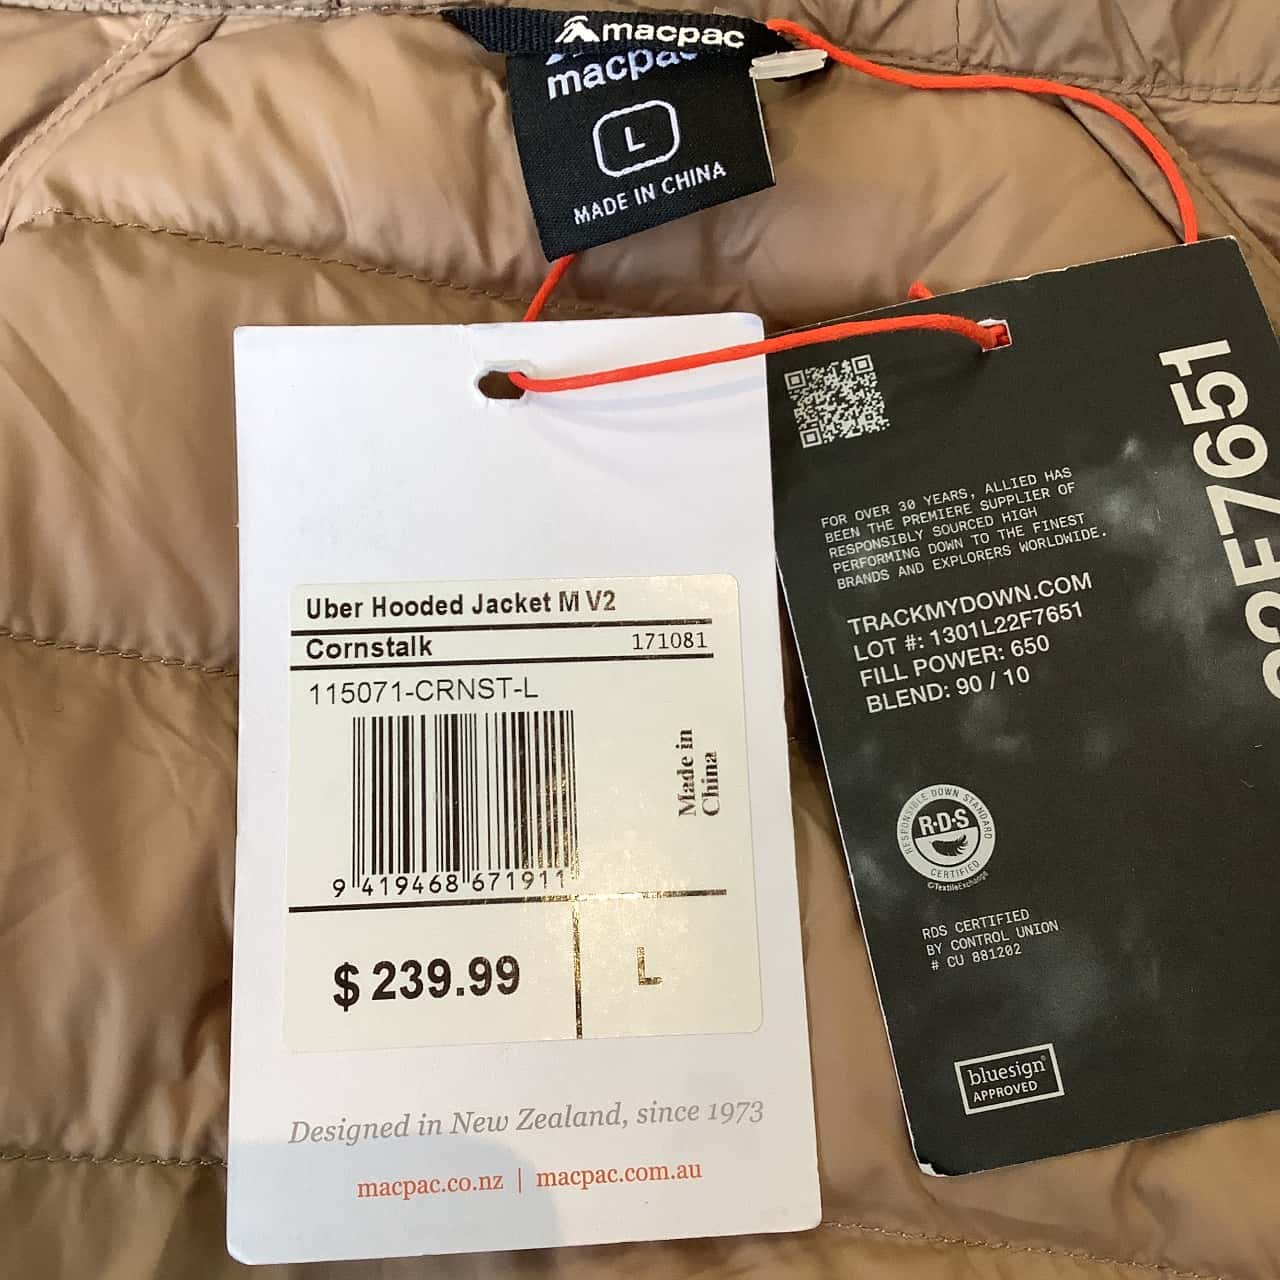 macpac
macpac
L
MADE IN CHINA
Uber Hooded Jacket M V2
Cornstalk 171081
115071-CRNST-L
Made in
China
9 419468 671911
$ 239.99
L
Designed in New Zealand, since 1973
macpac.co.nz | macpac.com.au
FOR OVER 30 YEARS, ALLIED HAS
BEEN THE PREMIERE SUPPLIER OF
RESPONSIBLY SOURCED HIGH
PERFORMING DOWN TO THE FINEST
BRANDS AND EXPLORERS WORLDWIDE.
TRACKMYDOWN.COM
LOT #: 1301L22F7651
FILL POWER: 650
BLEND: 90 / 10
RESPONSIBLE DOWN STANDARD
R·D·S
CERTIFIED
©TextileExchange
RDS CERTIFIED
BY CONTROL UNION
# CU 881202
bluesign®
APPROVED
2F7651